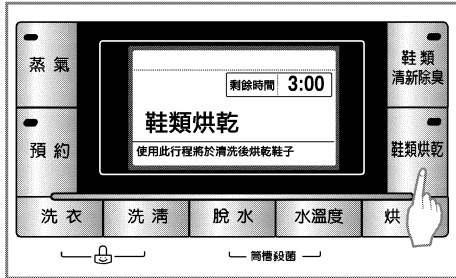 蒸氣
鞋類
清新除臭
剩餘時間 3:00
鞋類烘乾
使用此行程將於清洗後烘乾鞋子
預約
鞋類烘乾
洗衣
洗清
脫水
水溫度
烘
筒槽殺菌